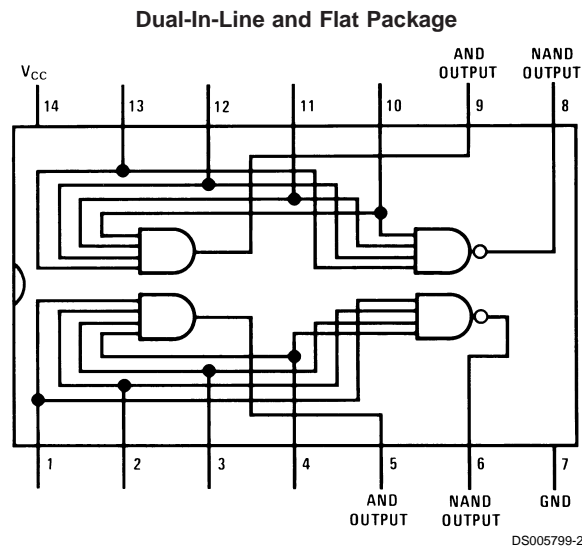 Dual-In-Line and Flat Package
AND OUTPUT
NAND OUTPUT
VCC
14
13
12
11
10
9
8
1
2
3
4
5
6
7
AND OUTPUT
NAND OUTPUT
GND
DS005799-2